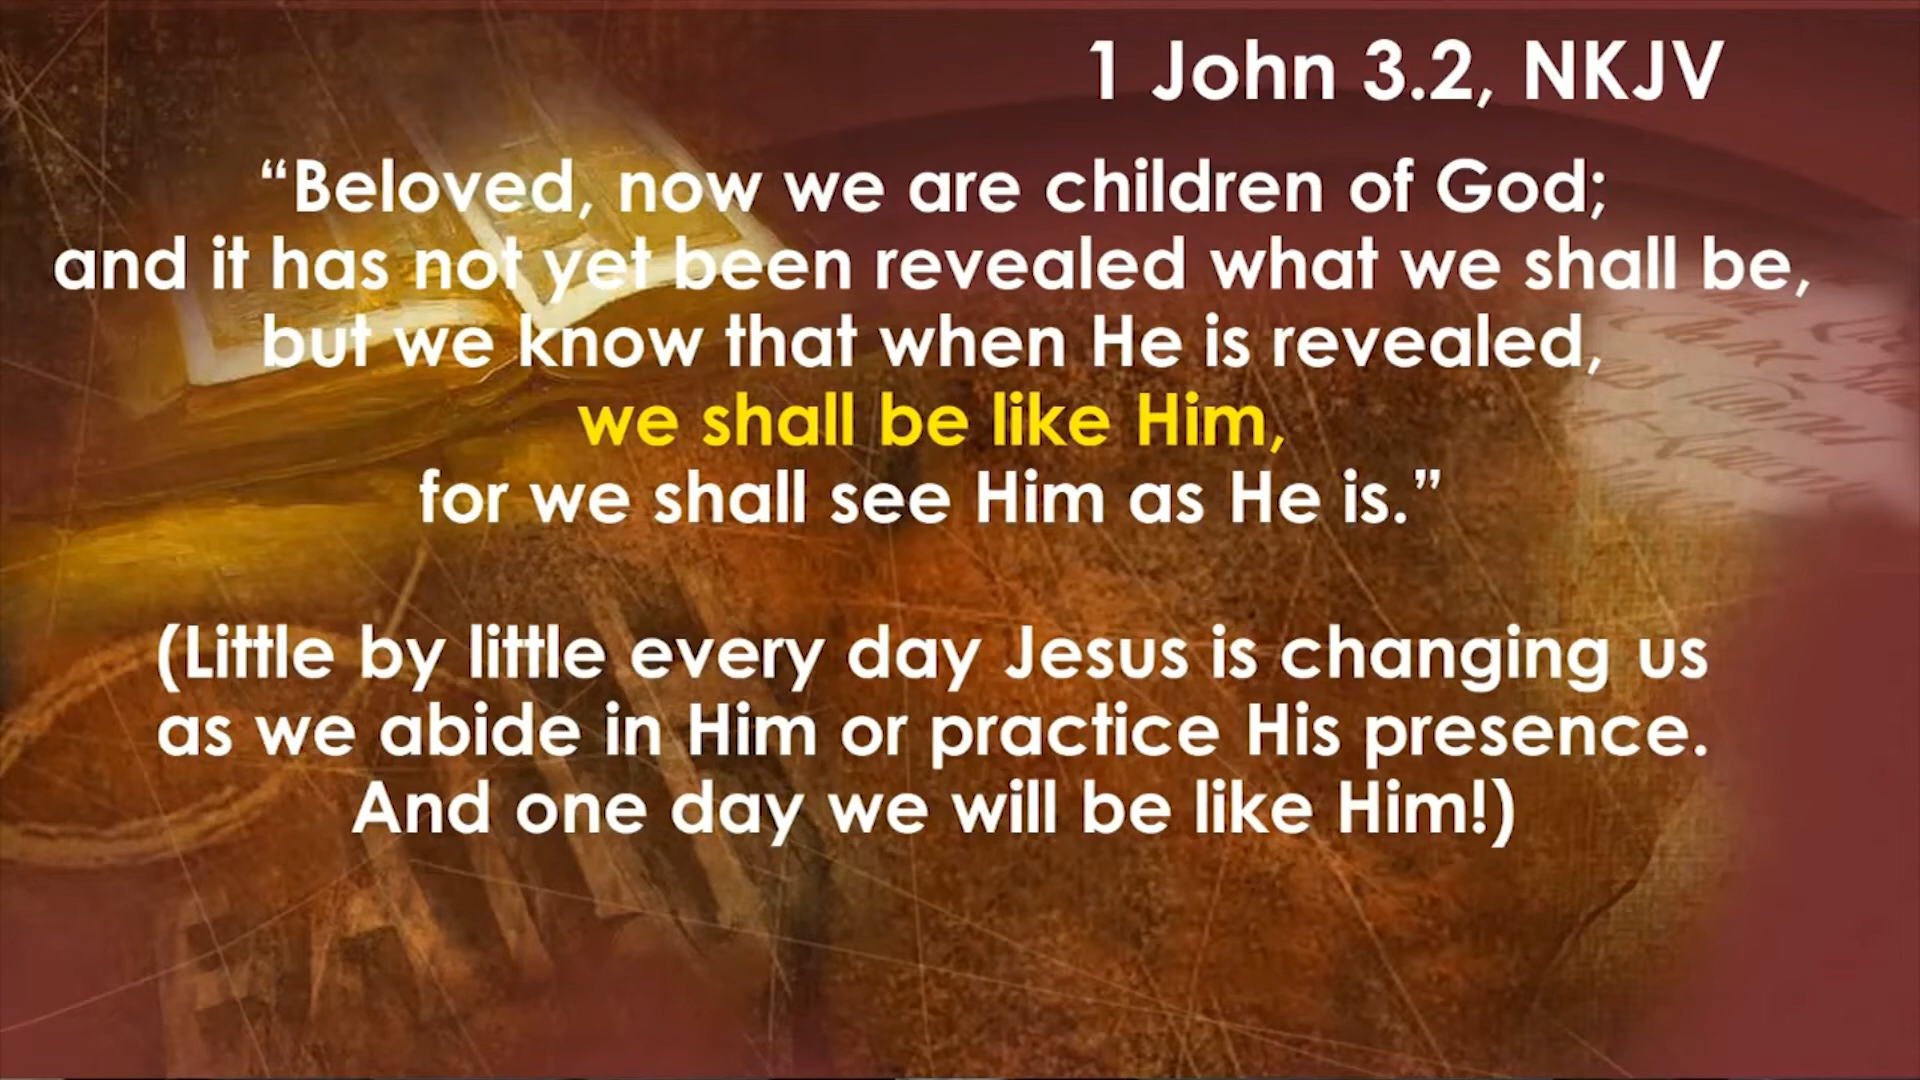 1 John 3.2, NKJV
“Beloved, now we are children of God;
and it has not yet been revealed what we shall be,
but we know that when He is revealed,
we shall be like Him,
for we shall see Him as He is.”
(Little by little every day Jesus is changing us
as we abide in Him or practice His presence.
And one day we will be like Him!)